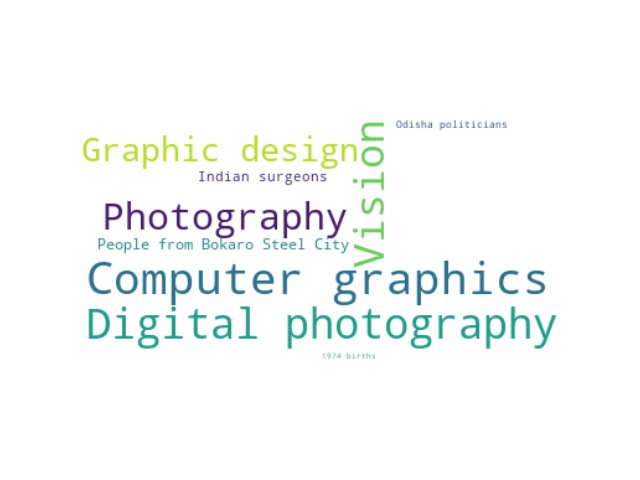 Odisha politicians
Graphic design
Vision
Indian surgeons
Photography
People from Bokaro Steel City
Computer graphics
Digital photography
1974 births